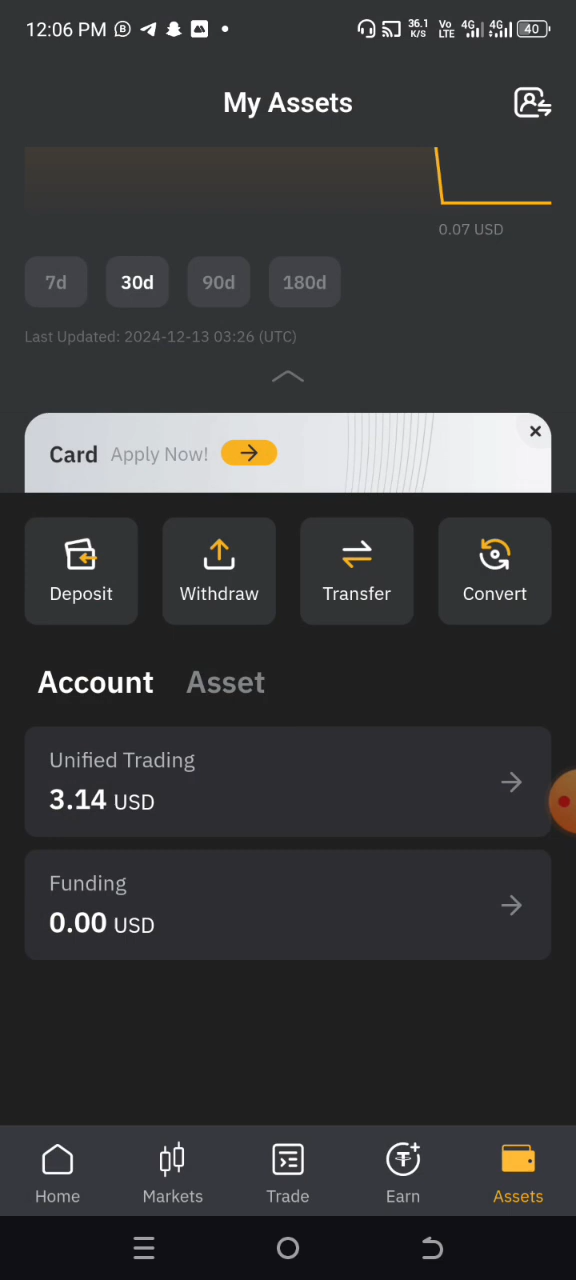 12:06 PM
36.1 K/S
Vo LTE
4G
4G
40
My Assets
0.07 USD
7d 30d 90d 180d
Last Updated: 2024-12-13 03:26 (UTC)
Card Apply Now!
Deposit Withdraw Transfer Convert
Account Asset
Unified Trading
3.14 USD
Funding
0.00 USD
Home Markets Trade Earn Assets